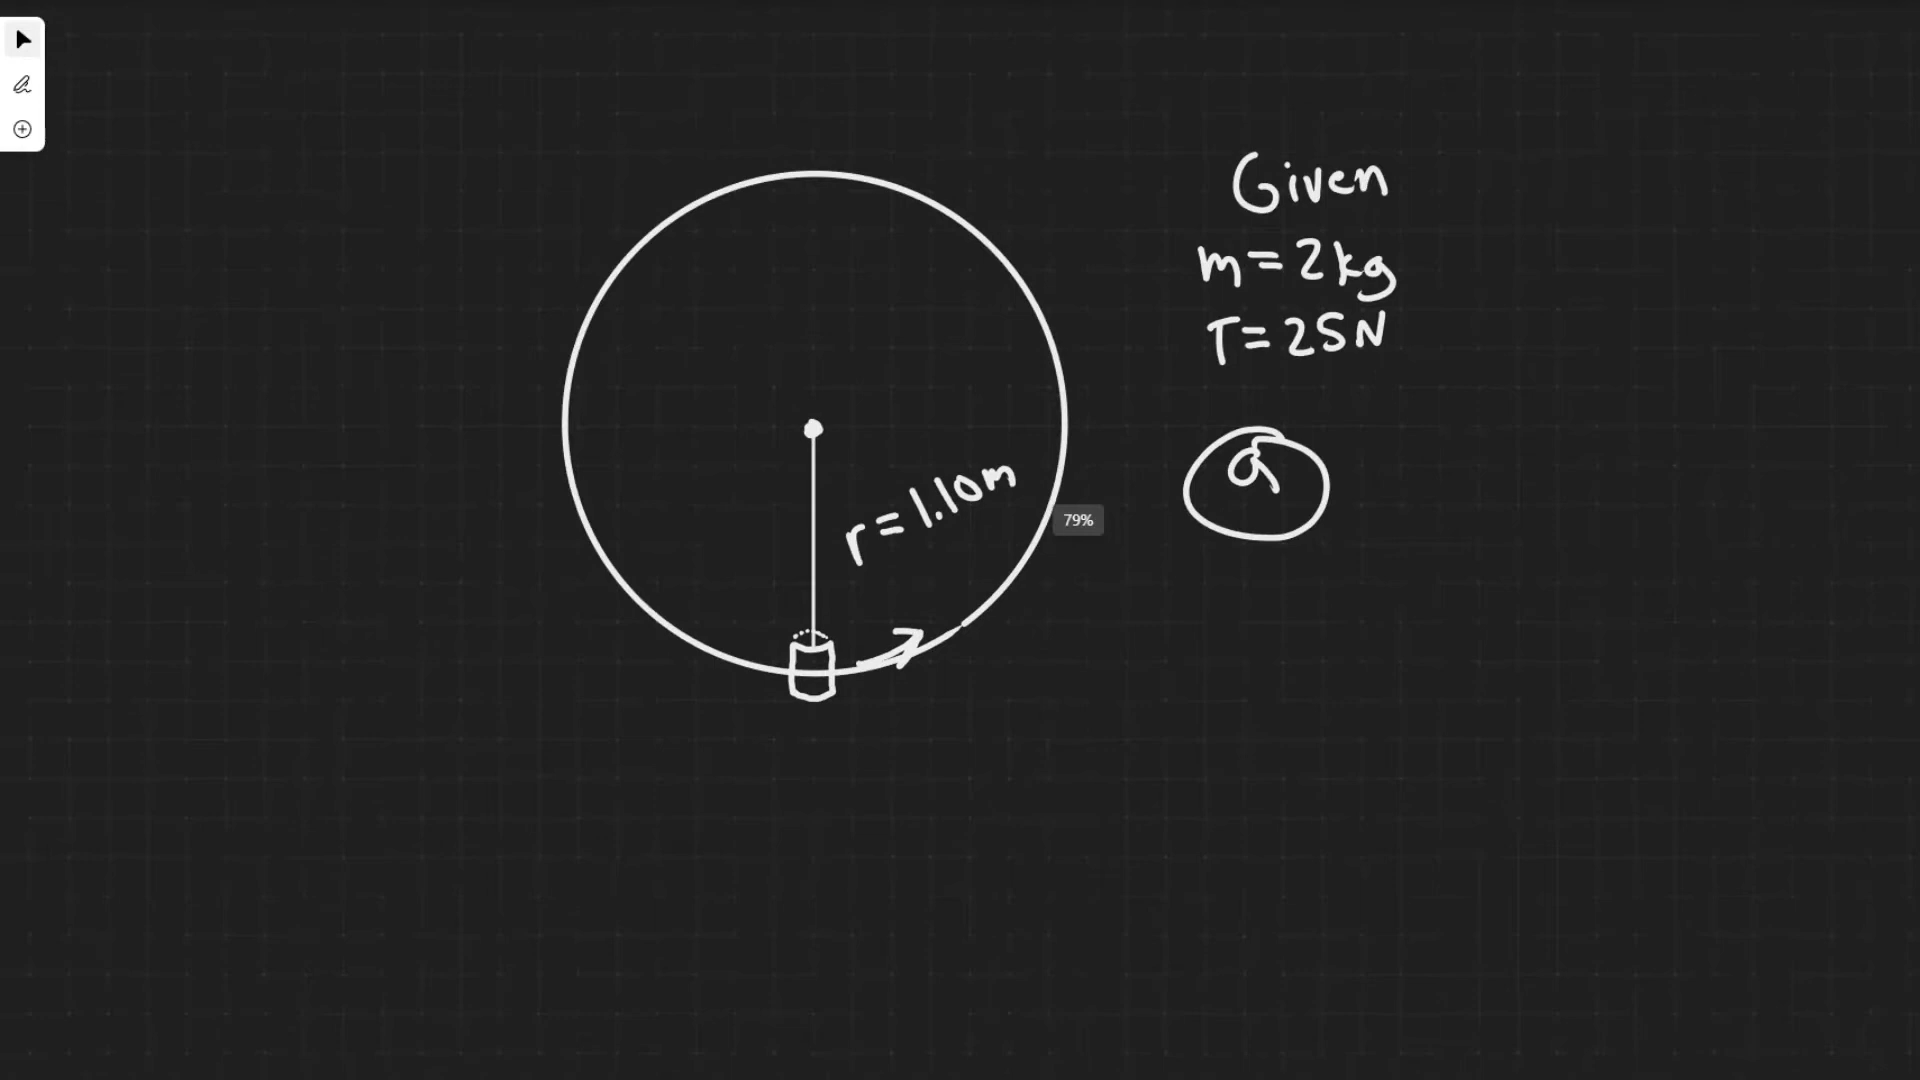 Given
m = 2kg
T = 25N
r = 1.10m
a
79%